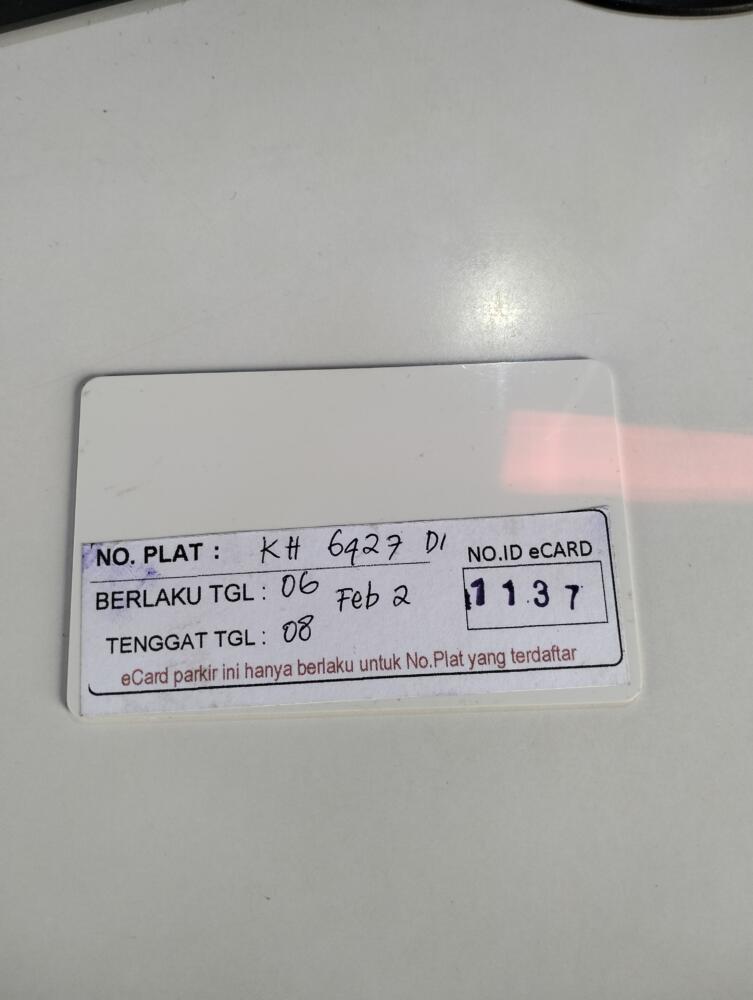 NO. PLAT : KH 6427 DI
NO.ID eCARD
BERLAKU TGL : 06 Feb 2
1137
TENGGAT TGL : 08
eCard parkir ini hanya berlaku untuk No.Plat yang terdaftar